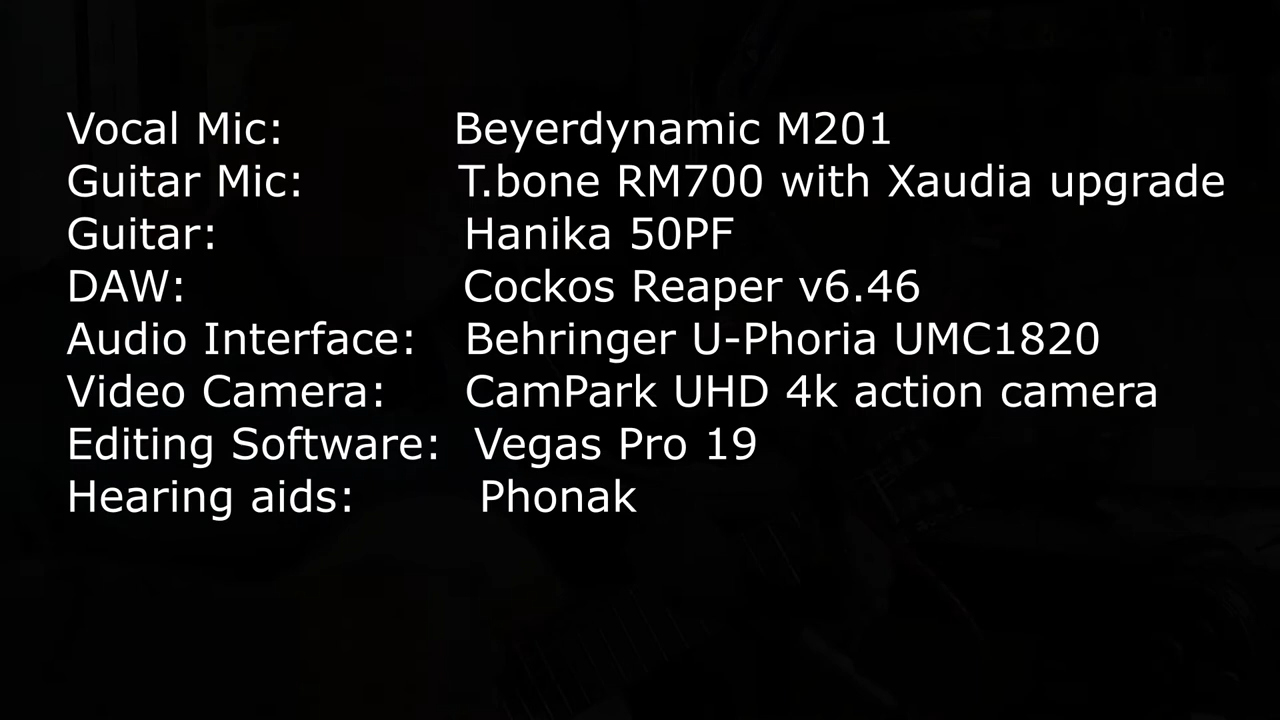 Vocal Mic: Beyerdynamic M201
Guitar Mic: T.bone RM700 with Xaudia upgrade
Guitar: Hanika 50PF
DAW: Cockos Reaper v6.46
Audio Interface: Behringer U-Phoria UMC1820
Video Camera: CamPark UHD 4k action camera
Editing Software: Vegas Pro 19
Hearing aids: Phonak